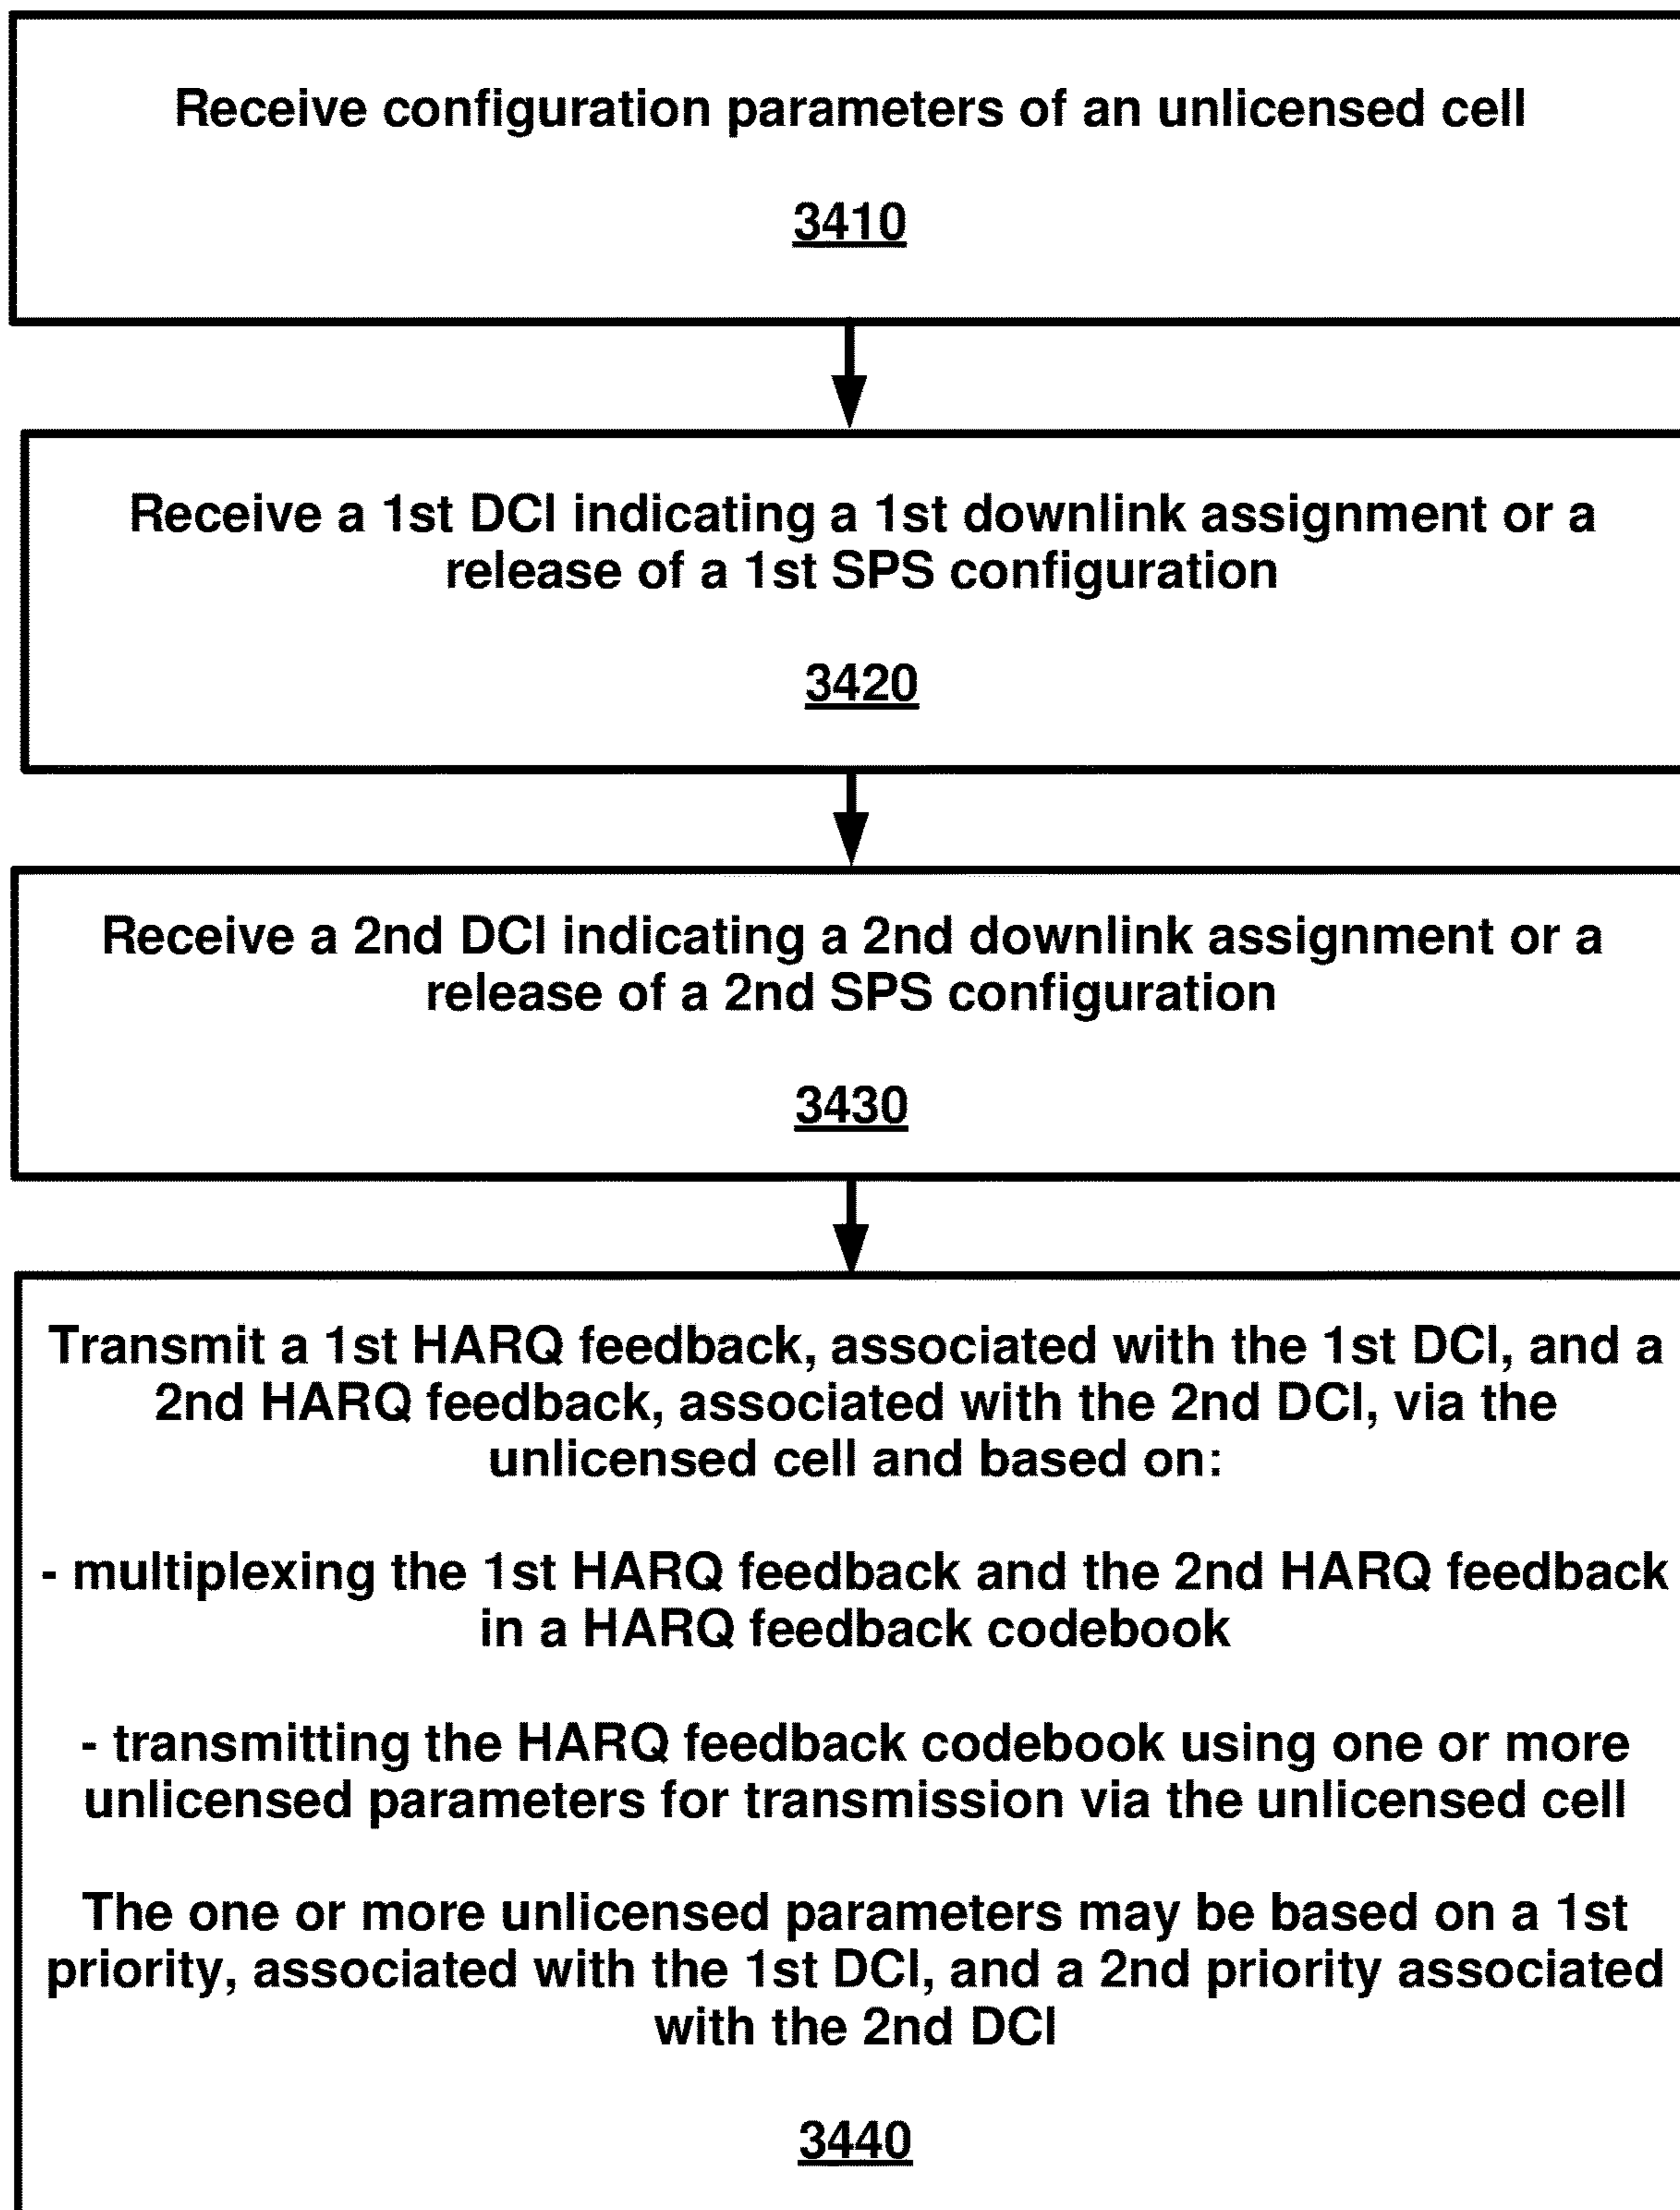 Receive configuration parameters of an unlicensed cell
3410
Receive a 1st DCI indicating a 1st downlink assignment or a
release of a 1st SPS configuration
3420
Receive a 2nd DCI indicating a 2nd downlink assignment or a
release of a 2nd SPS configuration
3430
Transmit a 1st HARQ feedback, associated with the 1st DCI, and a
2nd HARQ feedback, associated with the 2nd DCI, via the
unlicensed cell and based on:
- multiplexing the 1st HARQ feedback and the 2nd HARQ feedback
in a HARQ feedback codebook
- transmitting the HARQ feedback codebook using one or more
unlicensed parameters for transmission via the unlicensed cell
The one or more unlicensed parameters may be based on a 1st
priority, associated with the 1st DCI, and a 2nd priority associated
with the 2nd DCI
3440